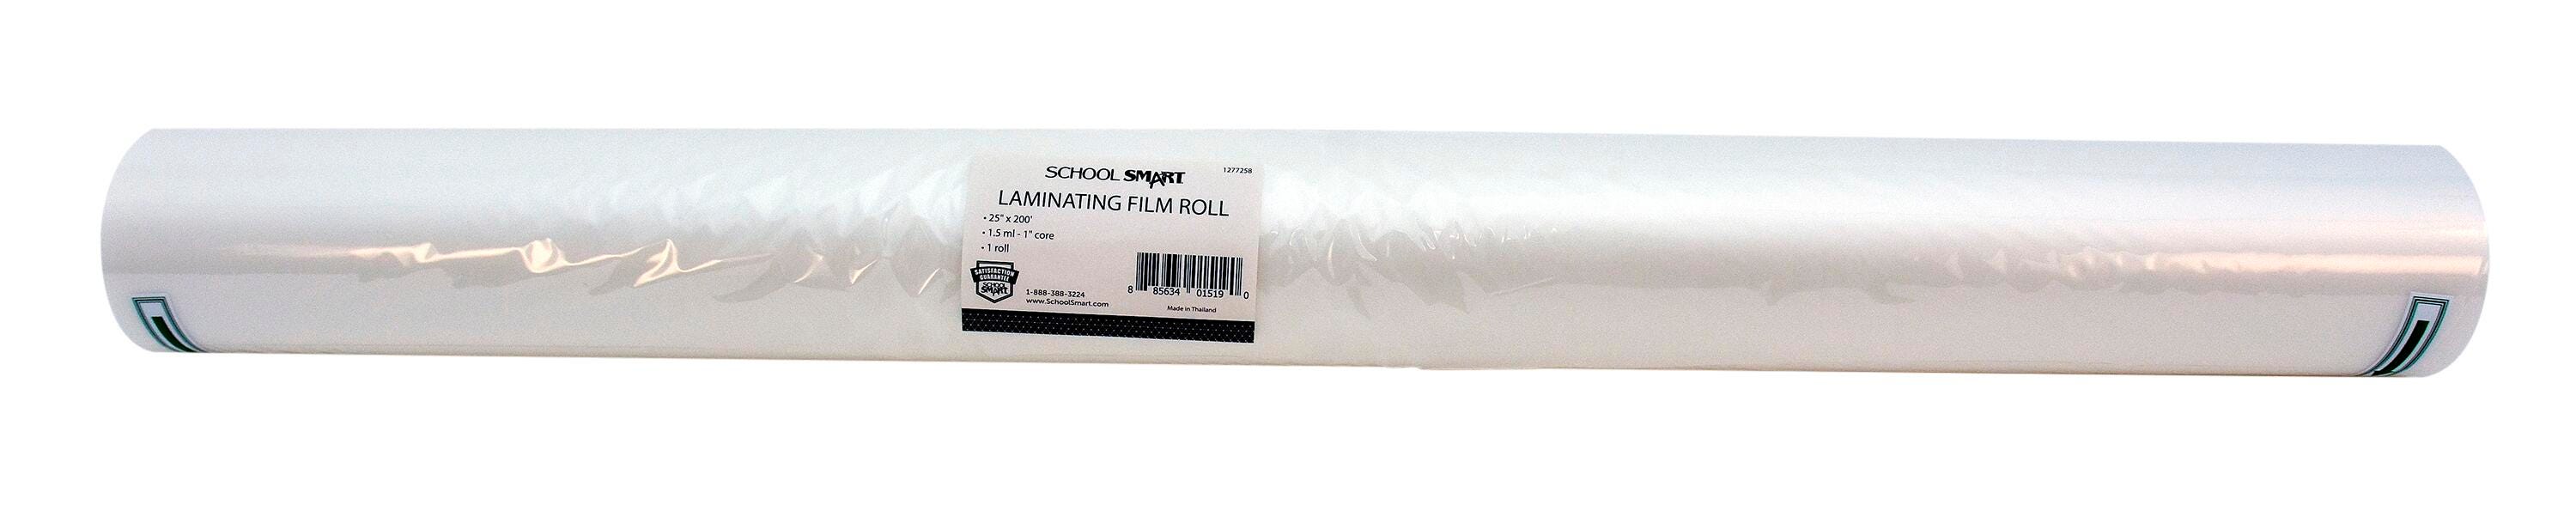 SCHOOL SMART
1277258
LAMINATING FILM ROLL
• 25" x 200'
• 1.5 ml - 1" core
• 1 roll
SATISFACTION
GUARANTEE
SCHOOL
SMART
1-888-388-3224
www.SchoolSmart.com
8 85634 01519 0
Made in Thailand